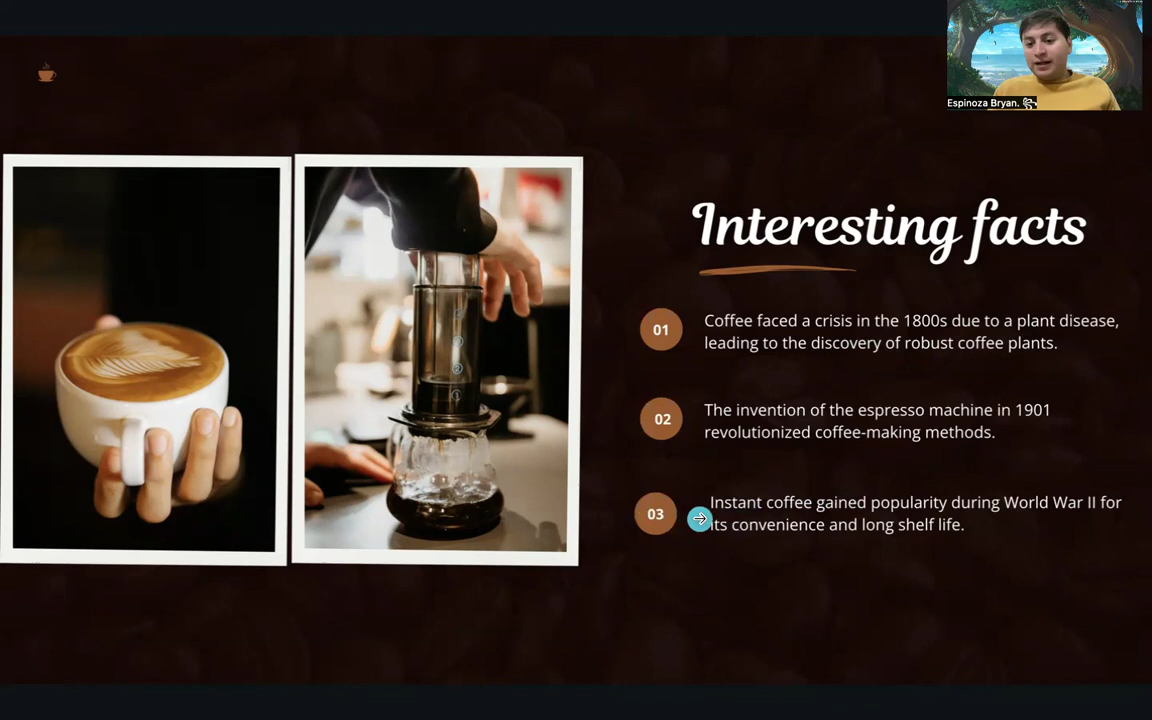 Espinoza Bryan.
Interesting facts
01
Coffee faced a crisis in the 1800s due to a plant disease,
leading to the discovery of robust coffee plants.
02
The invention of the espresso machine in 1901
revolutionized coffee-making methods.
03
Instant coffee gained popularity during World War II for
its convenience and long shelf life.